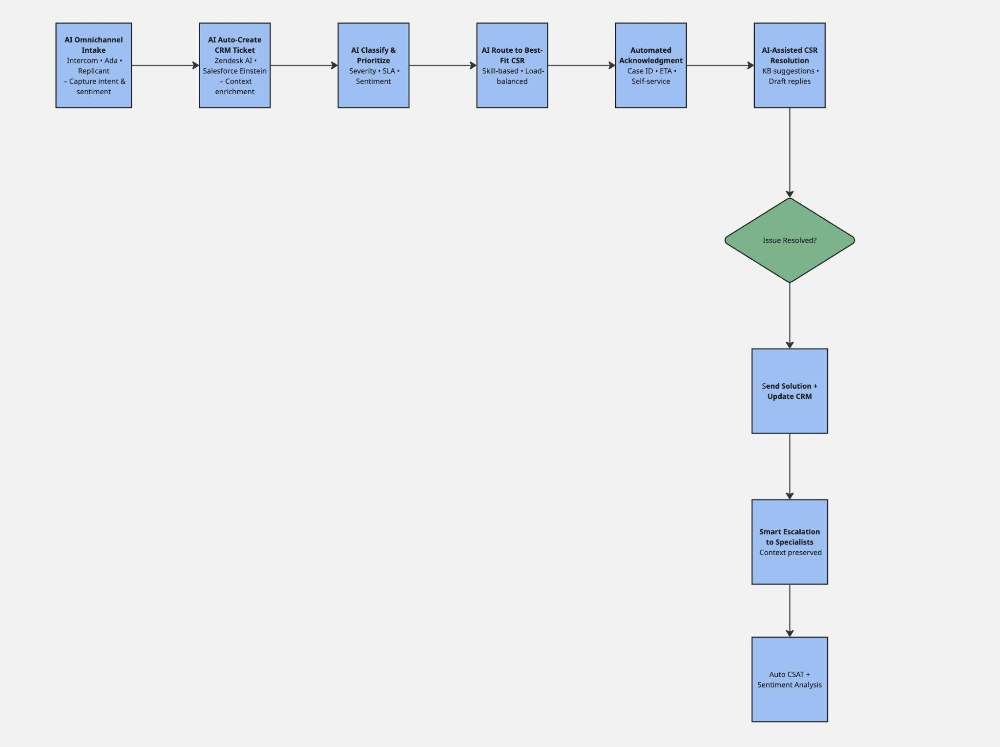 AI Omnichannel
Intake
Intercom • Ada •
Replicant
– Capture intent &
sentiment
AI Auto-Create
CRM Ticket
Zendesk AI •
Salesforce Einstein
– Context
enrichment
AI Classify &
Prioritize
Severity • SLA •
Sentiment
AI Route to Best-
Fit CSR
Skill-based • Load-
balanced
Automated
Acknowledgment
Case ID • ETA •
Self-service
AI-Assisted CSR
Resolution
KB suggestions •
Draft replies
Issue Resolved?
Send Solution +
Update CRM
Smart Escalation
to Specialists
Context preserved
Auto CSAT +
Sentiment Analysis